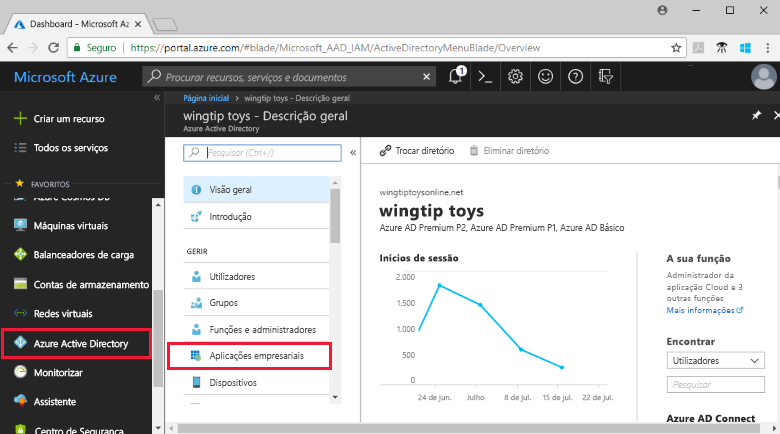 Dashboard - Microsoft Az
Seguro
https://portal.azure.com/#blade/Microsoft_AAD_IAM/ActiveDirectoryMenuBlade/Overview
Microsoft Azure
Procurar recursos, serviços e documentos
1
Criar um recurso
Todos os serviços
FAVORITOS
Azure Cosmos DB
Máquinas virtuais
Balanceadores de carga
Contas de armazenamento
Redes virtuais
Azure Active Directory
Monitorizar
Assistente
Centro de Segurança
Página inicial > wingtip toys - Descrição geral
wingtip toys - Descrição geral
Azure Active Directory
Pesquisar (Ctrl+/)
Visão geral
Introdução
GERIR
Utilizadores
Grupos
Funções e administradores
Aplicações empresariais
Dispositivos
Trocar diretório
Eliminar diretório
wingtiptoysonline.net
wingtip toys
Azure AD Premium P2, Azure AD Premium P1, Azure AD Básico
Inícios de sessão
2.000
1.500
1.000
500
0
24 de jun.
Julho
8 de jul.
15 de jul.
22 de jul.
A sua função
Administrador da
aplicação Cloud e 3
outras funções
Mais informações
Encontrar
Utilizadores
Pesquisar
Azure AD Connect